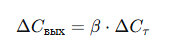 ΔCвых = β · ΔCт